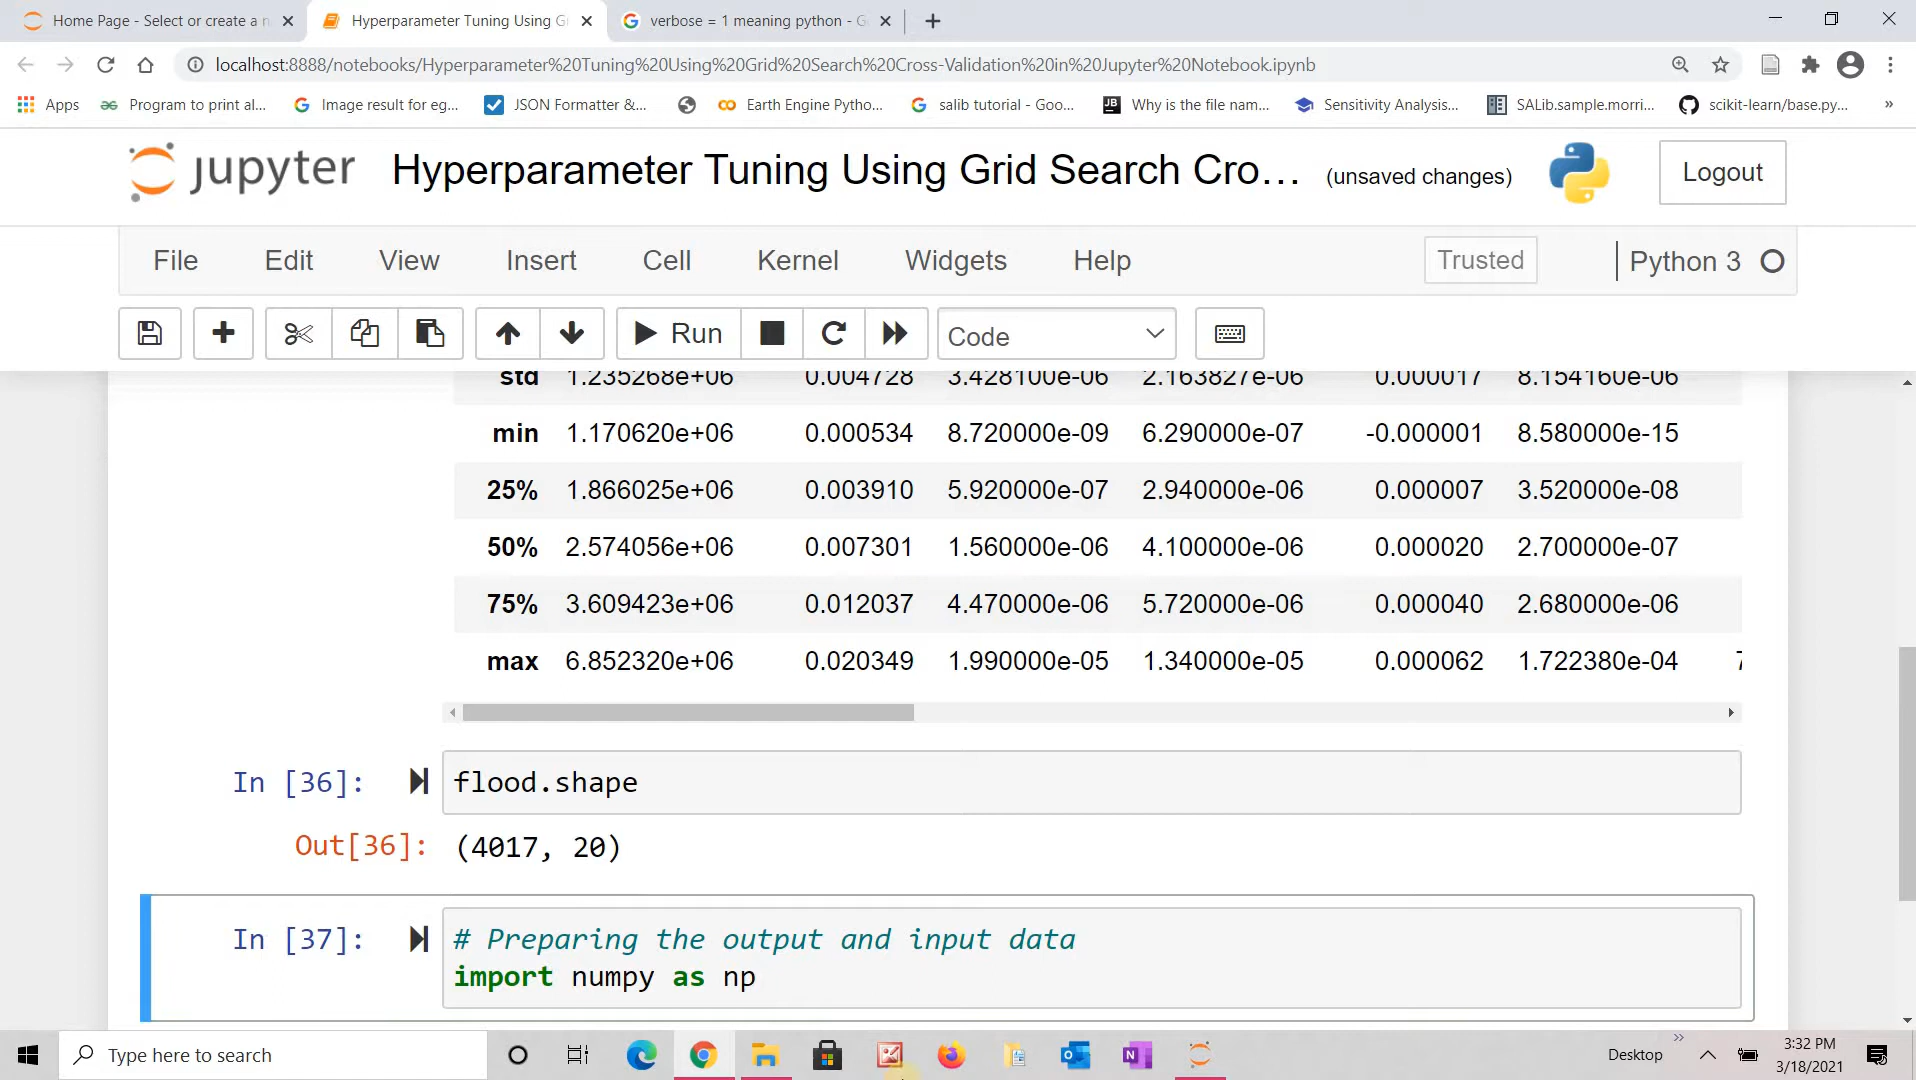 Home Page - Select or create a n
Hyperparameter Tuning Using G
verbose = 1 meaning python - G
localhost:8888/notebooks/Hyperparameter%20Tuning%20Using%20Grid%20Search%20Cross-Validation%20in%20Jupyter%20Notebook.ipynb
Apps
Program to print al...
Image result for eg...
JSON Formatter &...
Earth Engine Pytho...
salib tutorial - Goo...
Why is the file nam...
Sensitivity Analysis...
SALib.sample.morri...
scikit-learn/base.py...
»
jupyter Hyperparameter Tuning Using Grid Search Cro... (unsaved changes) Logout
File Edit View Insert Cell Kernel Widgets Help Trusted Python 3
Run Code
std 1.235268e+06 0.004728 3.428100e-06 2.163827e-06 0.000017 8.154160e-06
min 1.170620e+06 0.000534 8.720000e-09 6.290000e-07 -0.000001 8.580000e-15
25% 1.866025e+06 0.003910 5.920000e-07 2.940000e-06 0.000007 3.520000e-08
50% 2.574056e+06 0.007301 1.560000e-06 4.100000e-06 0.000020 2.700000e-07
75% 3.609423e+06 0.012037 4.470000e-06 5.720000e-06 0.000040 2.680000e-06
max 6.852320e+06 0.020349 1.990000e-05 1.340000e-05 0.000062 1.722380e-04
In [36]: flood.shape
Out[36]: (4017, 20)
In [37]: # Preparing the output and input data
import numpy as np
Type here to search
Desktop
»
3:32 PM
3/18/2021